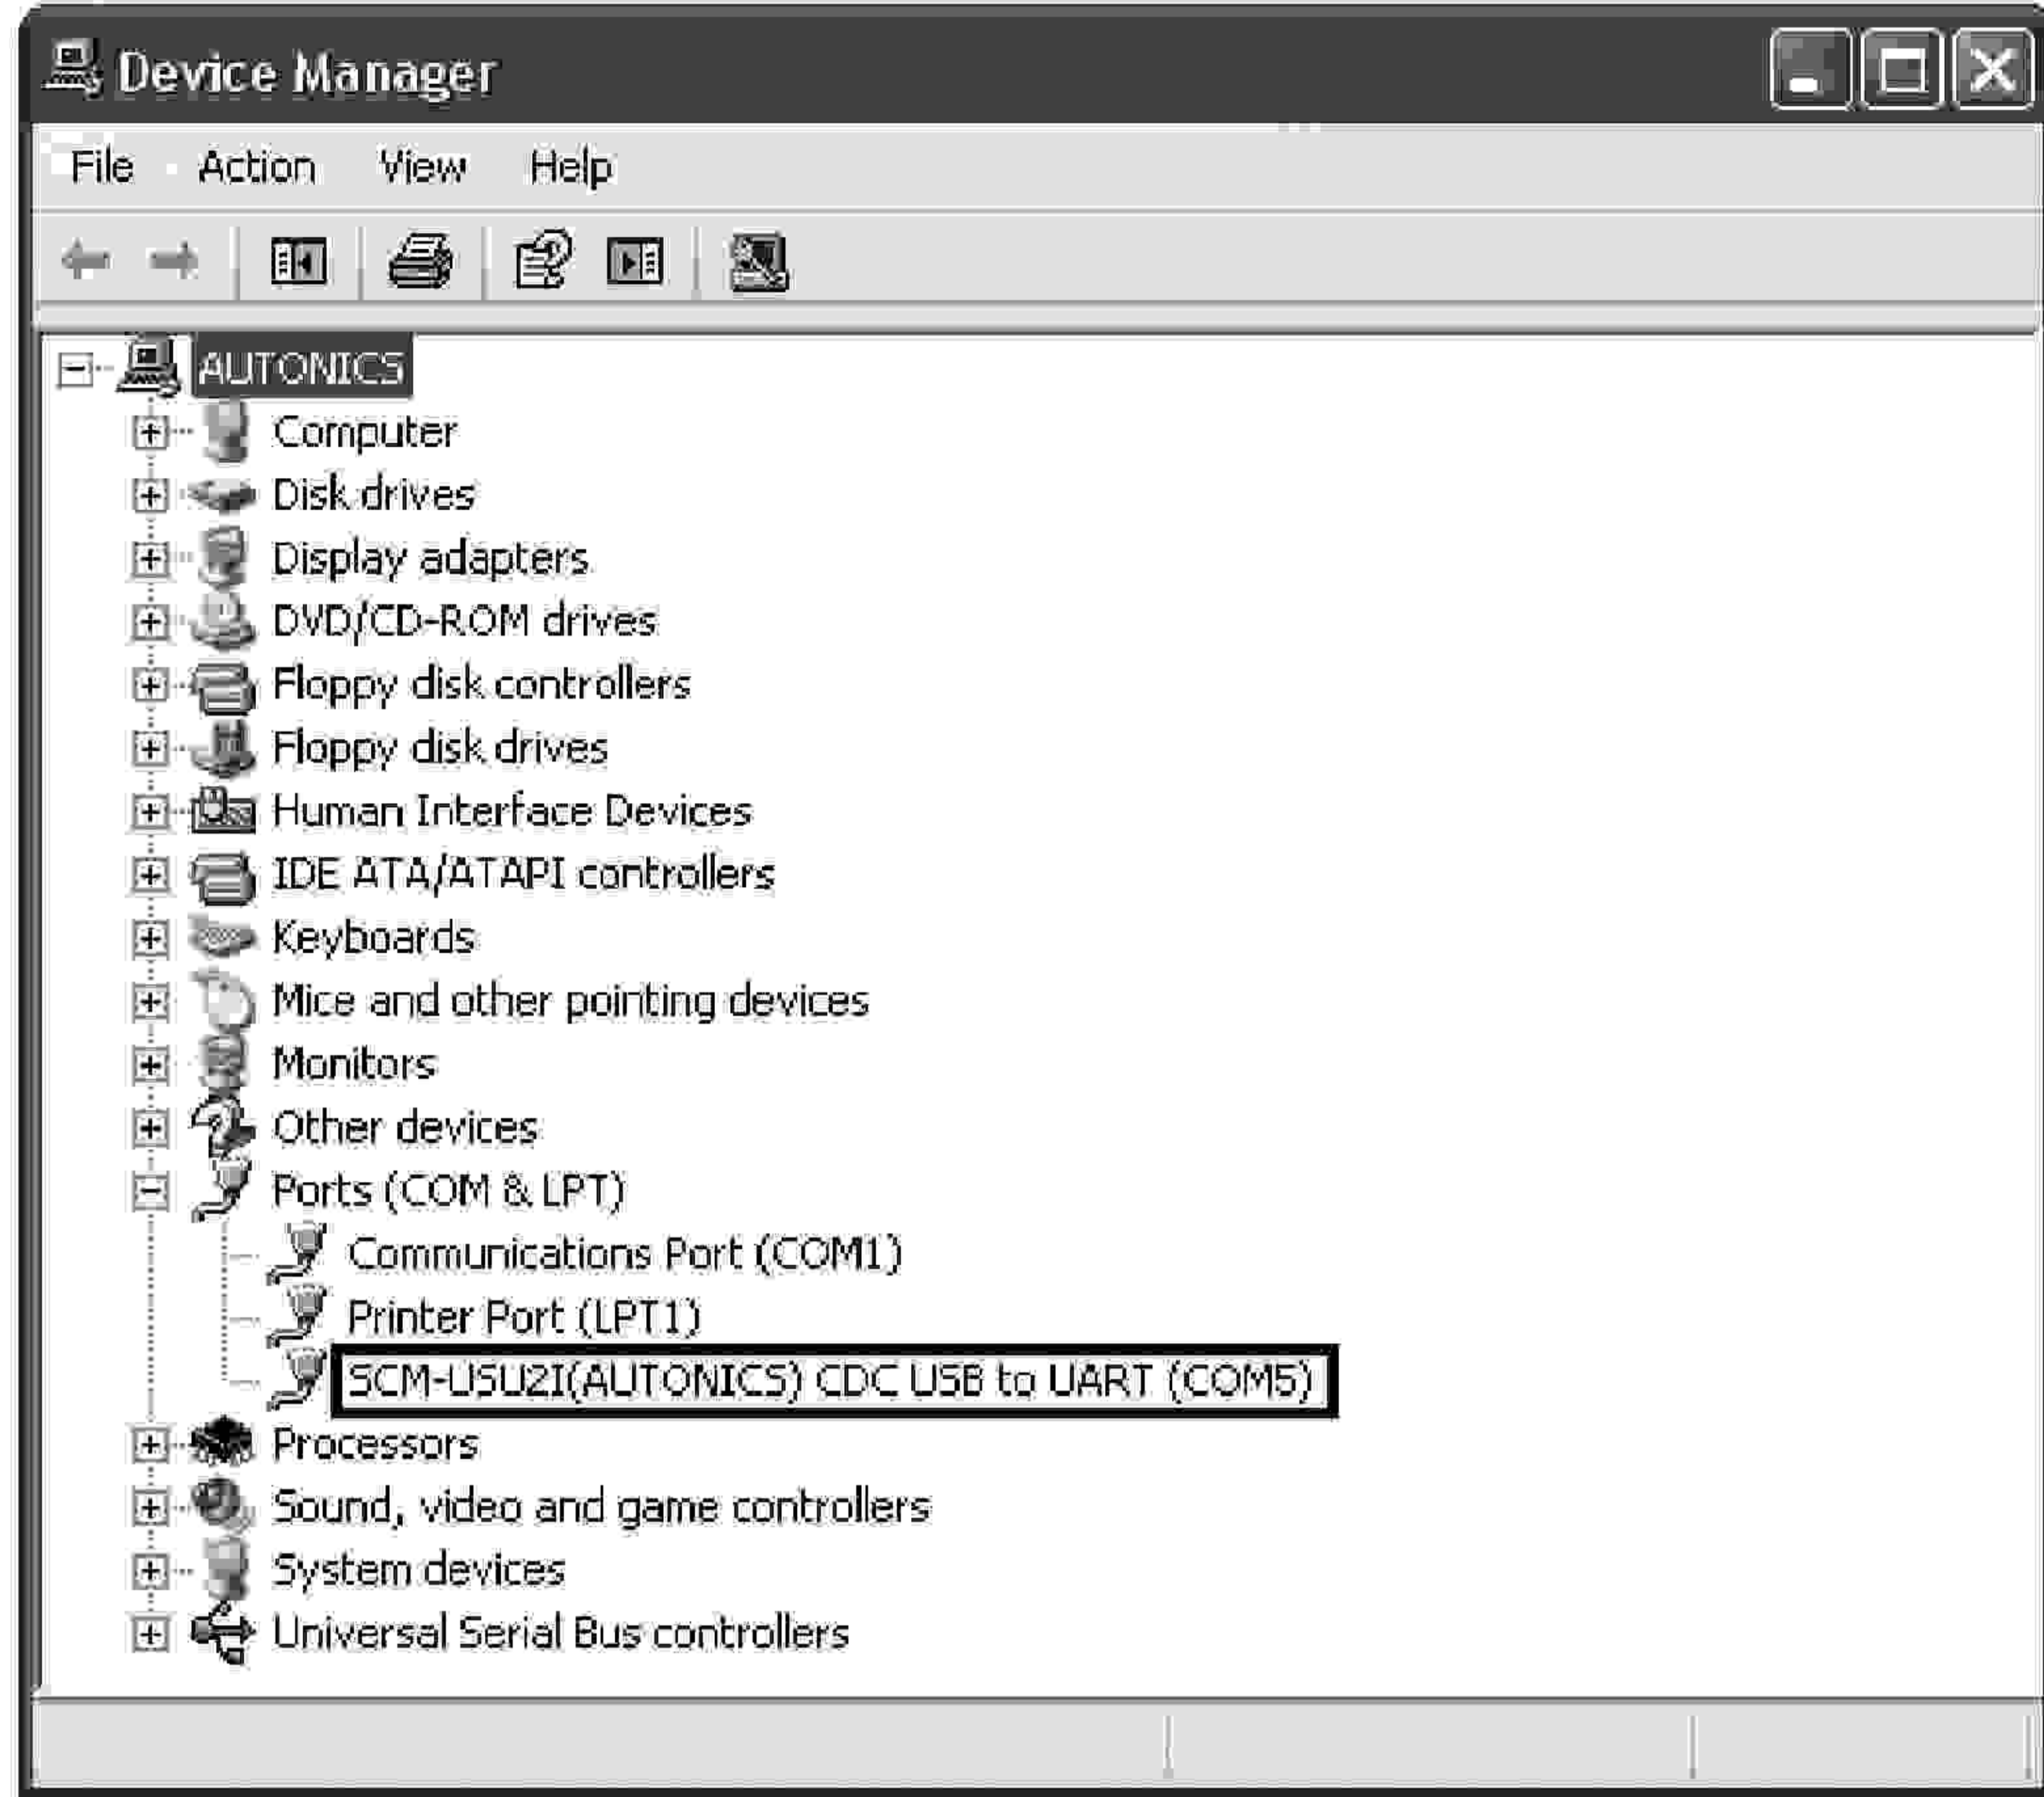 Device Manager
File Action View Help
AUTONICS
Computer
Disk drives
Display adapters
DVD/CD-ROM drives
Floppy disk controllers
Floppy disk drives
Human Interface Devices
IDE ATA/ATAPI controllers
Keyboards
Mice and other pointing devices
Monitors
Other devices
Ports (COM & LPT)
Communications Port (COM1)
Printer Port (LPT1)
SCM-USU2I(AUTONICS) CDC USB to UART (COM5)
Processors
Sound, video and game controllers
System devices
Universal Serial Bus controllers